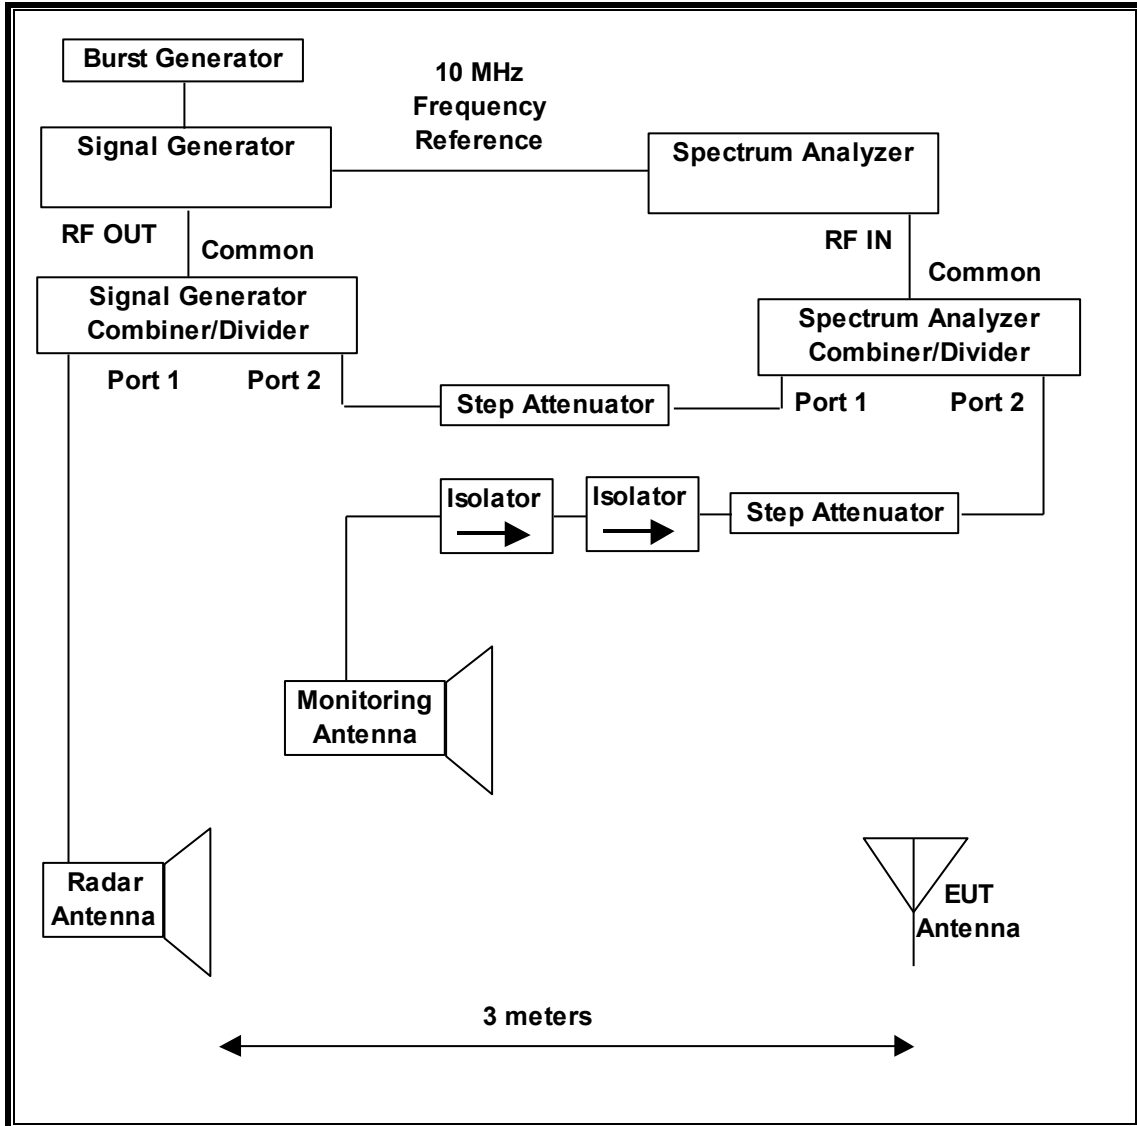 Burst Generator
10 MHz
Frequency
Reference
Signal Generator
Spectrum Analyzer
RF OUT
Common
RF IN
Common
Signal Generator
Combiner/Divider
Spectrum Analyzer
Combiner/Divider
Port 1
Port 2
Step Attenuator
Port 1
Port 2
Isolator
Isolator
Step Attenuator
Monitoring
Antenna
Radar
Antenna
EUT
Antenna
3 meters